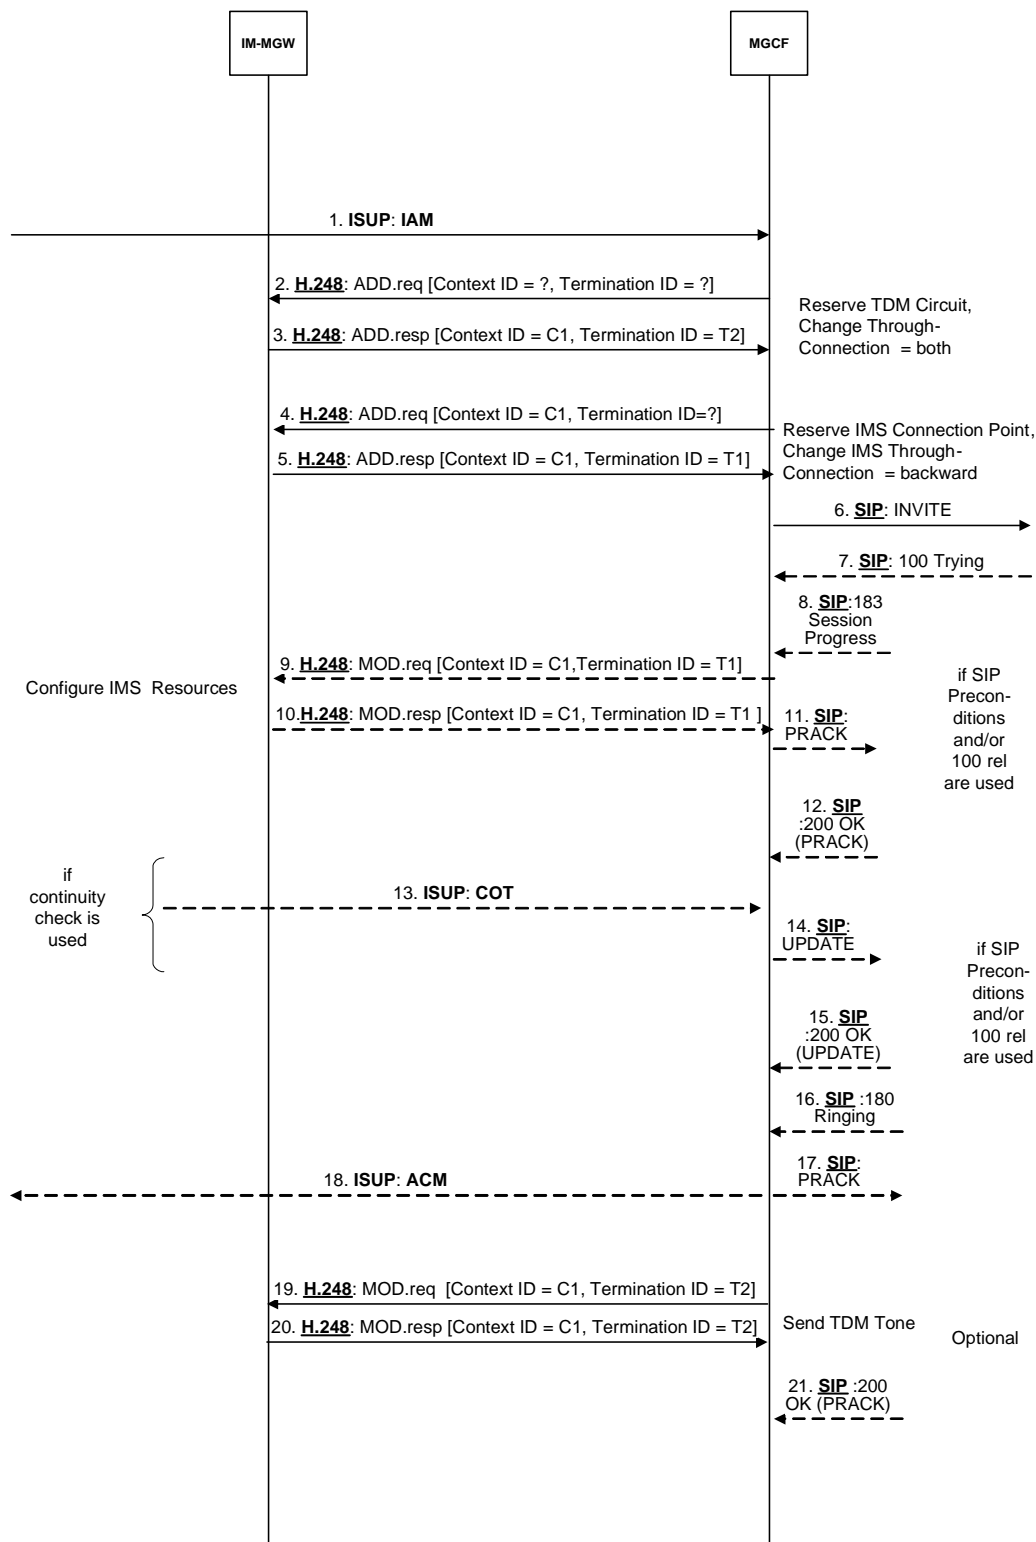 IM-MGW
MGCF
1. ISUP: IAM
2. H.248: ADD.req [Context ID = ?, Termination ID = ?]
Reserve TDM Circuit,
Change Through-
Connection = both
3. H.248: ADD.resp [Context ID = C1, Termination ID = T2]
4. H.248: ADD.req [Context ID = C1, Termination ID=?]
Reserve IMS Connection Point,
Change IMS Through-
Connection = backward
5. H.248: ADD.resp [Context ID = C1, Termination ID = T1]
6. SIP: INVITE
7. SIP: 100 Trying
8. SIP:183
Session
Progress
9. H.248: MOD.req [Context ID = C1,Termination ID = T1]
Configure IMS Resources
10.H.248: MOD.resp [Context ID = C1, Termination ID = T1 ]
11. SIP:
PRACK
if SIP
Precon-
ditions
and/or
100 rel
are used
12. SIP
:200 OK
(PRACK)
if
continuity
check is
used
13. ISUP: COT
14. SIP:
UPDATE
if SIP
Precon-
ditions
and/or
100 rel
are used
15. SIP
:200 OK
(UPDATE)
16. SIP :180
Ringing
17. SIP:
PRACK
18. ISUP: ACM
19. H.248: MOD.req [Context ID = C1, Termination ID = T2]
20. H.248: MOD.resp [Context ID = C1, Termination ID = T2]
Send TDM Tone
Optional
21. SIP :200
OK (PRACK)